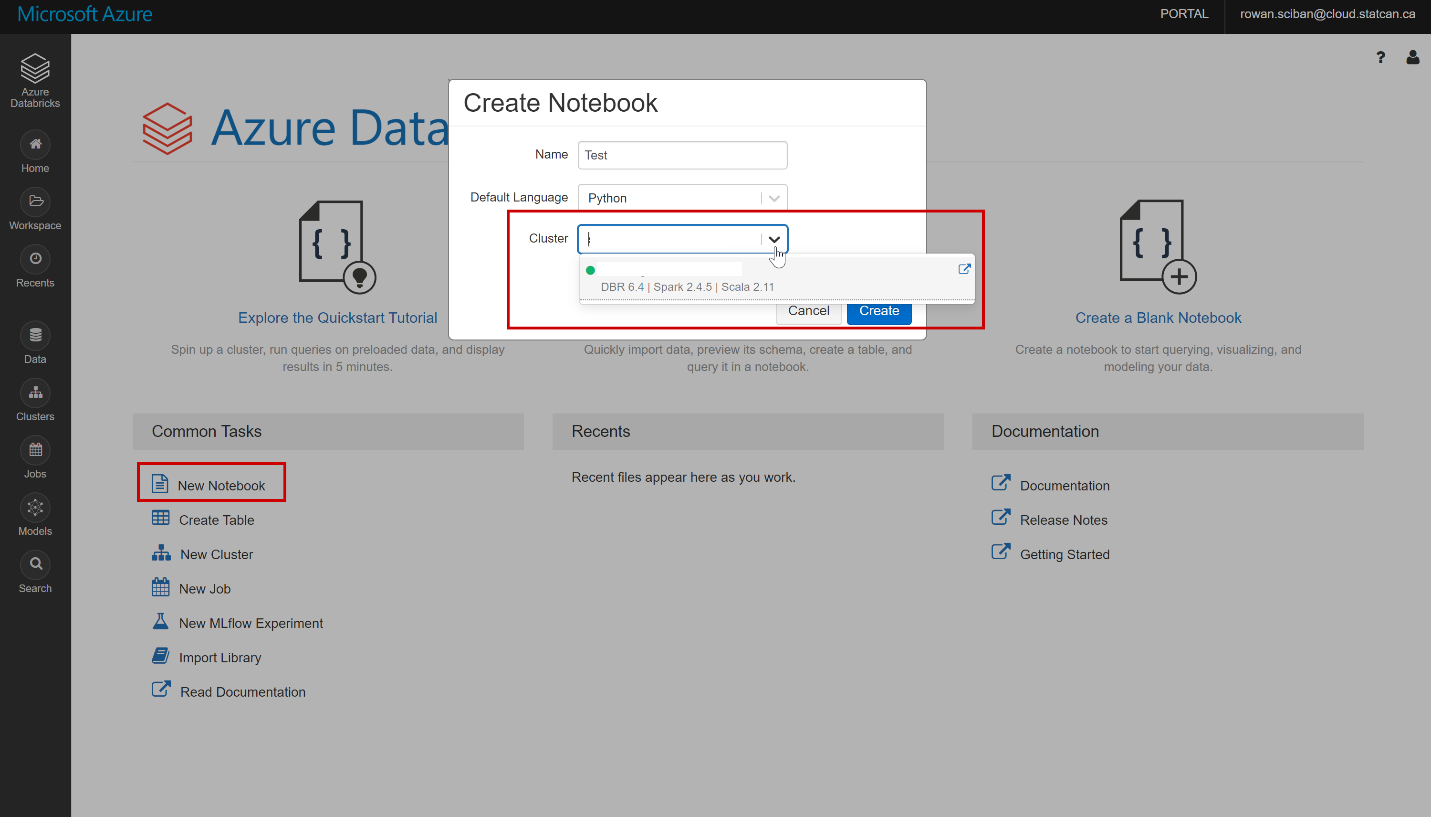 Microsoft Azure
PORTAL
rowan.sciban@cloud.statcan.ca
Azure
Databricks
Home
Workspace
Recents
Data
Clusters
Jobs
Models
Search
?
Azure Data
Create Notebook
Name
Test
Default Language
Python
Cluster
DBR 6.4 | Spark 2.4.5 | Scala 2.11
Cancel
Create
{ }
Explore the Quickstart Tutorial
Spin up a cluster, run queries on preloaded data, and display
results in 5 minutes.
Quickly import data, preview its schema, create a table, and
query it in a notebook.
{ }
Create a Blank Notebook
Create a notebook to start querying, visualizing, and
modeling your data.
Common Tasks
New Notebook
Create Table
New Cluster
New Job
New MLflow Experiment
Import Library
Read Documentation
Recents
Recent files appear here as you work.
Documentation
Documentation
Release Notes
Getting Started